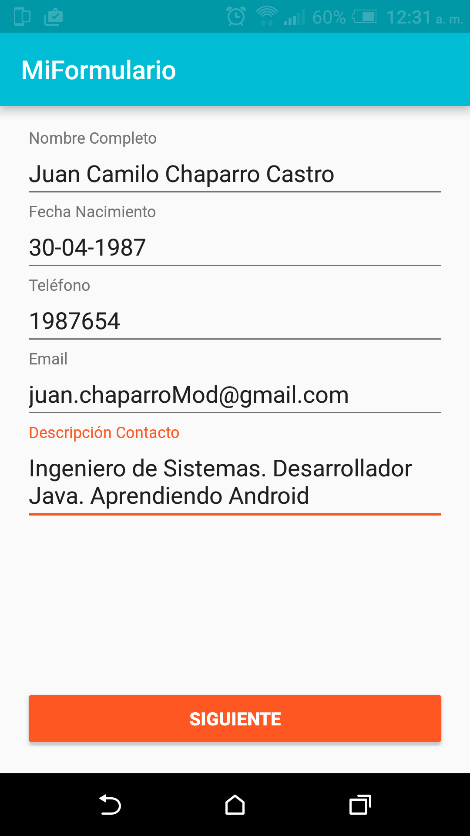 60% 12:31 a. m.
MiFormulario
Nombre Completo
Juan Camilo Chaparro Castro
Fecha Nacimiento
30-04-1987
Teléfono
1987654
Email
juan.chaparroMod@gmail.com
Descripción Contacto
Ingeniero de Sistemas. Desarrollador
Java. Aprendiendo Android
SIGUIENTE